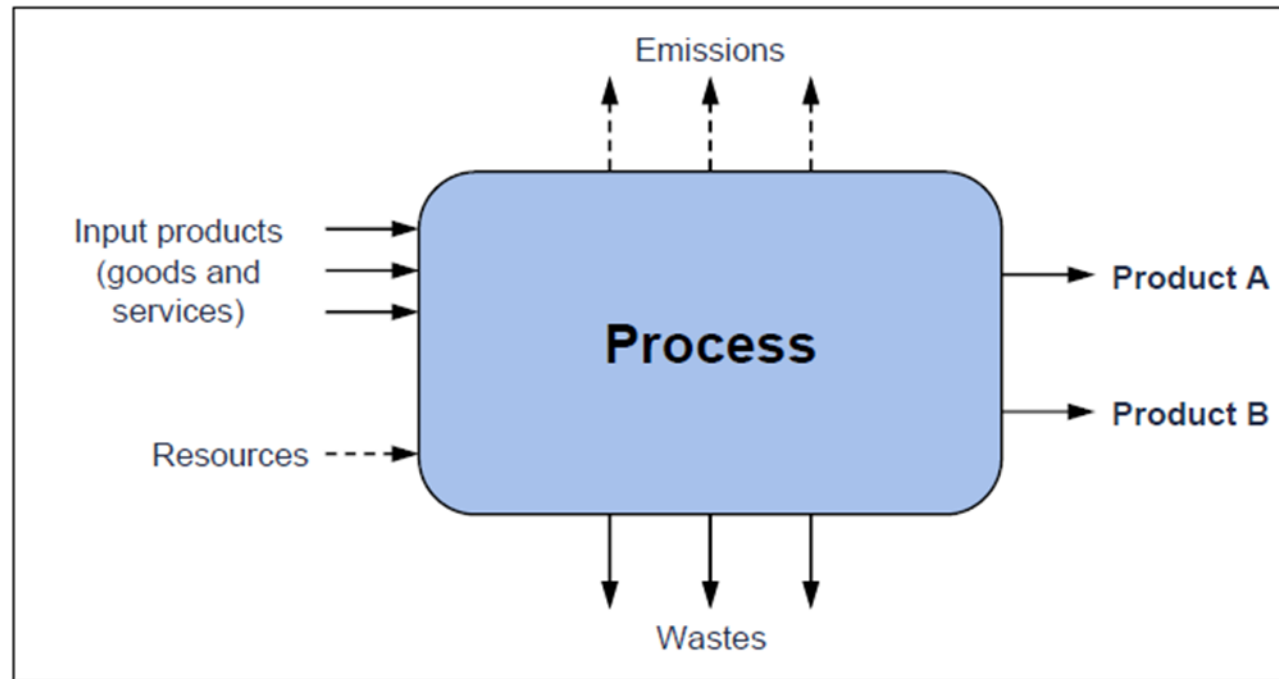 Emissions
Input products
(goods and
services)
Process
Product A
Product B
Resources
Wastes